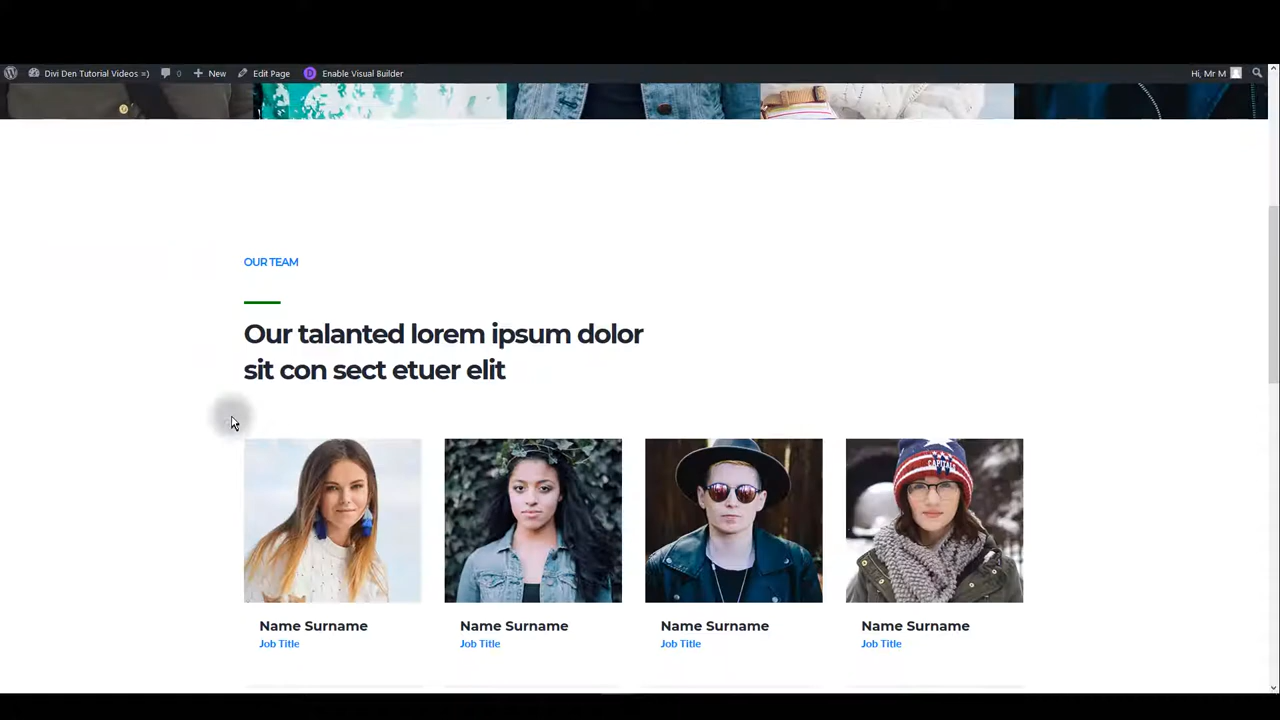 Divi Den Tutorial Videos =) 0 New Edit Page Enable Visual Builder Hi, Mr M
OUR TEAM
Our talanted lorem ipsum dolor
sit con sect etuer elit
CAPITALS
Name Surname Name Surname Name Surname Name Surname
Job Title Job Title Job Title Job Title